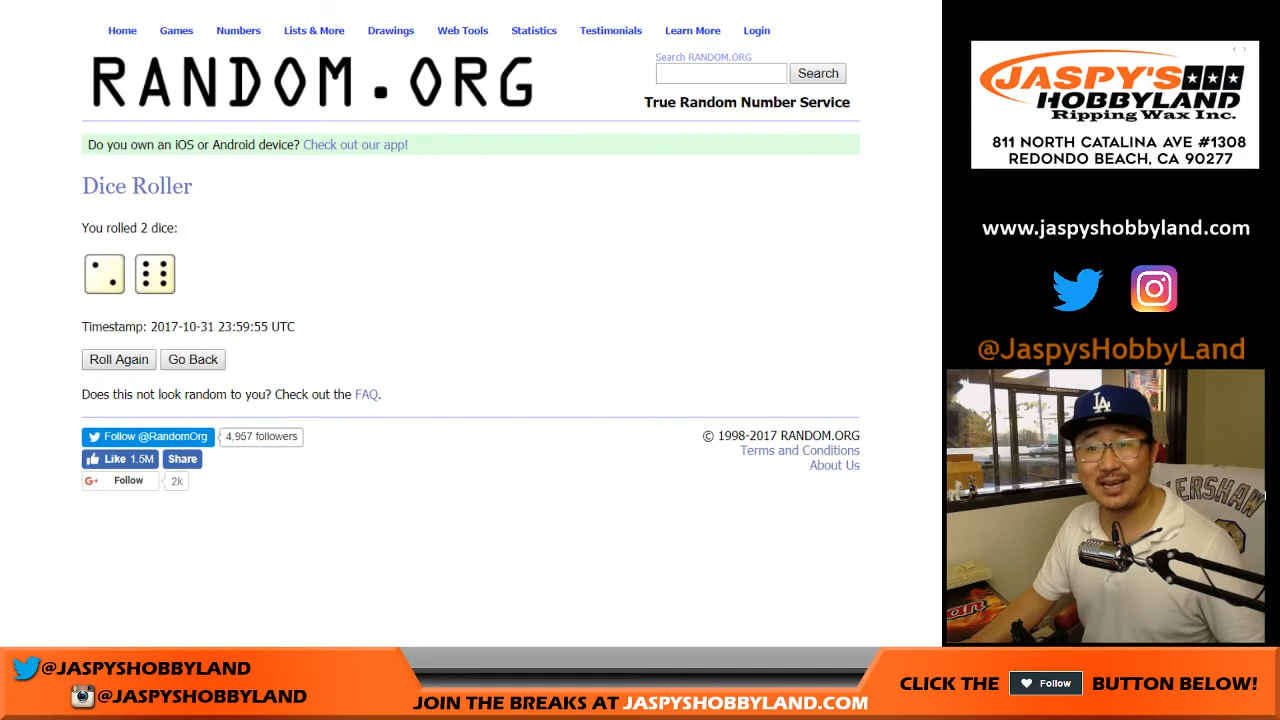 Home Games Numbers Lists & More Drawings Web Tools Statistics Testimonials Learn More Login
RANDOM.ORG
Search RANDOM.ORG
Search
True Random Number Service
Do you own an iOS or Android device? Check out our app!
Dice Roller
You rolled 2 dice:
Timestamp: 2017-10-31 23:59:55 UTC
Roll Again Go Back
Does this not look random to you? Check out the FAQ.
Follow @RandomOrg 4,957 followers
Like 1.5M Share
G+ Follow 2k
© 1998-2017 RANDOM.ORG
Terms and Conditions
About Us
JASPY'S
HOBBYLAND
Ripping Wax Inc.
811 NORTH CATALINA AVE #1308
REDONDO BEACH, CA 90277
www.jaspyshobbyland.com
@JaspysHobbyLand
LA
ERSHAW
@JASPYSHOBBYLAND
@JASPYSHOBBYLAND
JOIN THE BREAKS AT JASPYSHOBBYLAND.COM
CLICK THE Follow BUTTON BELOW!